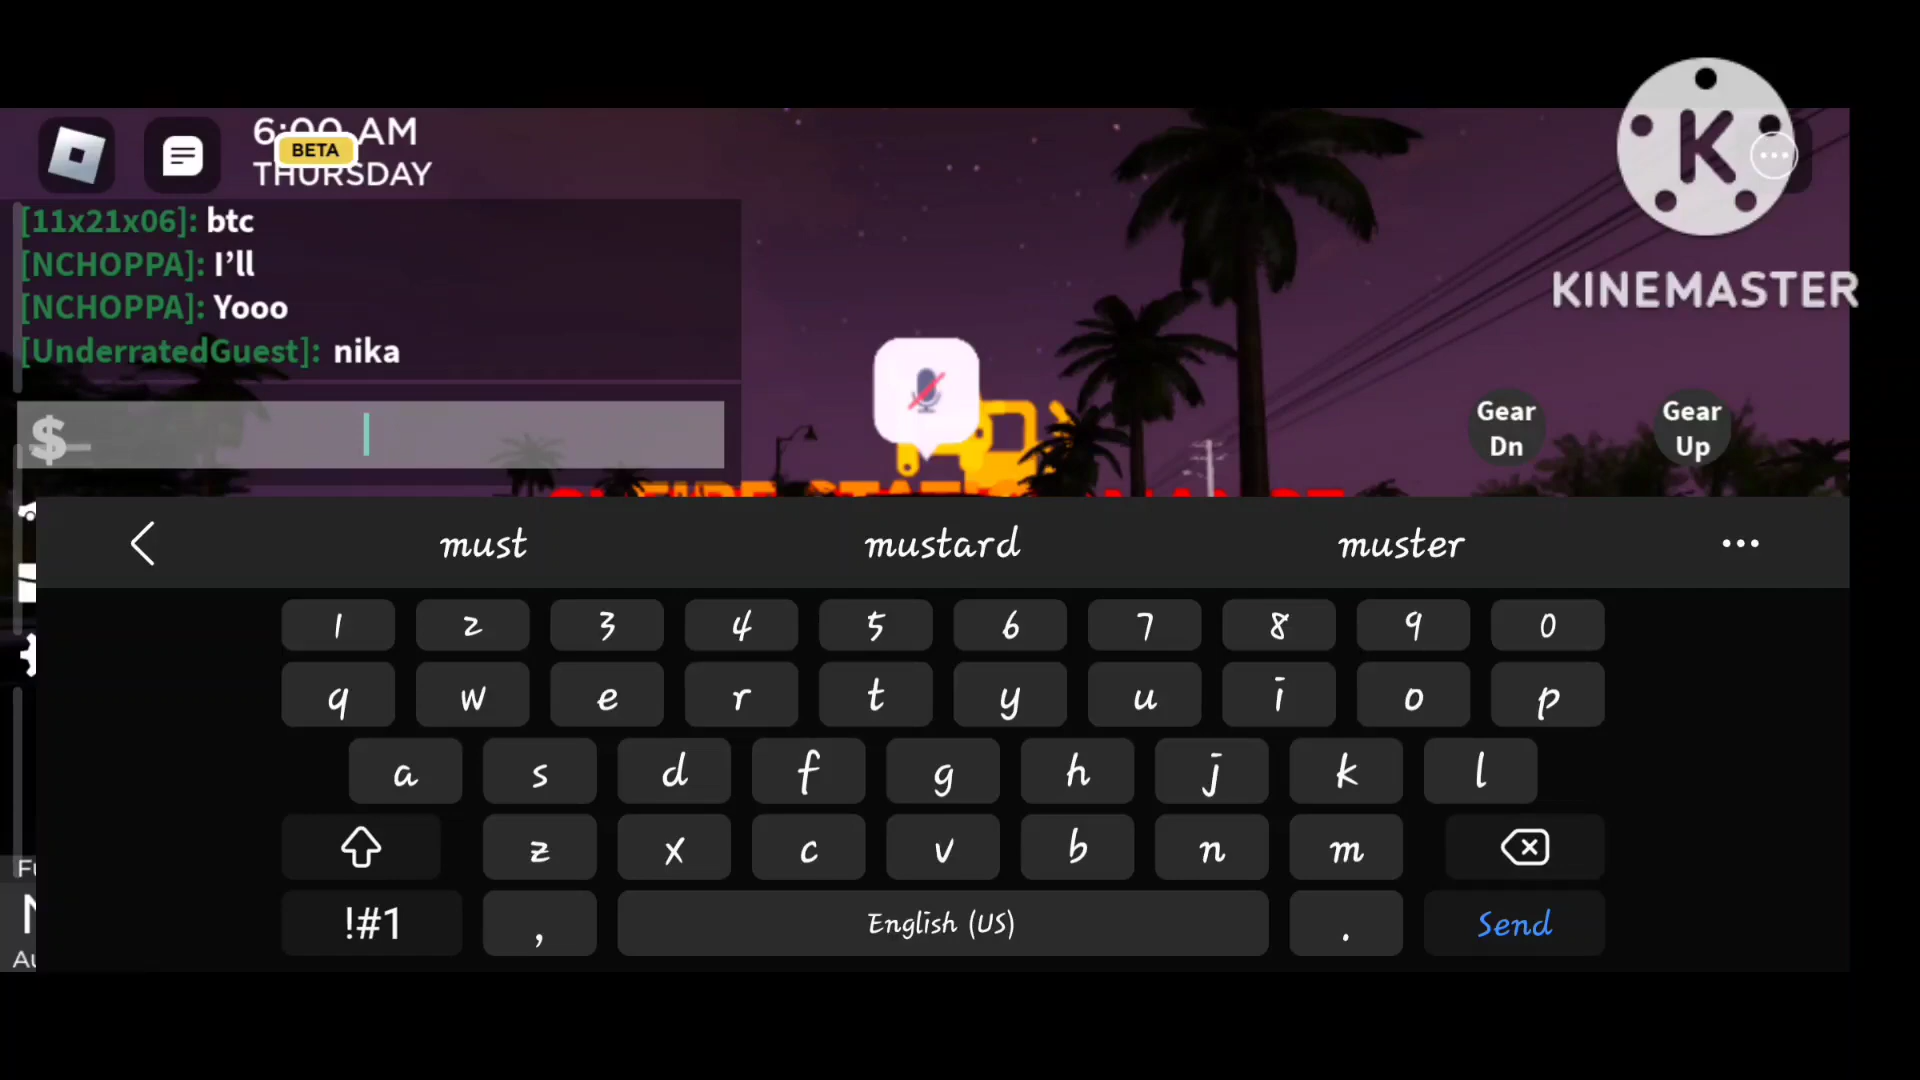 6:00 AM
BETA
THURSDAY
K
KINEMASTER
[11x21x06]: btc
[NCHOPPA]: I’ll
[NCHOPPA]: Yooo
[UnderratedGuest]: nika
$
Gear
Dn
Gear
Up
must mustard muster
1 2 3 4 5 6 7 8 9 0
q w e r t y u i o p
a s d f g h j k l
z x c v b n m
!#1 , English (US) . Send